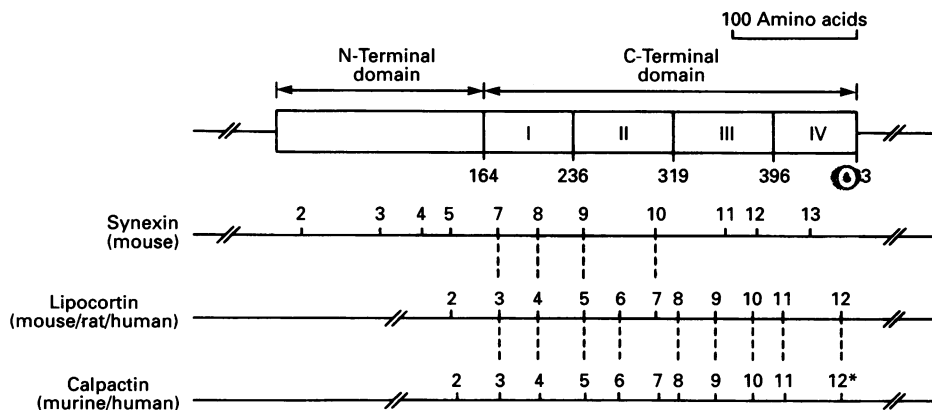 100 Amino acids
N-Terminal
domain
C-Terminal
domain
I II III IV
164 236 319 396
Synexin
(mouse)
2 3 4 5 7 8 9 10 11 12 13
Lipocortin
(mouse/rat/human)
2 3 4 5 6 7 8 9 10 11 12
Calpactin
(murine/human)
2 3 4 5 6 7 8 9 10 11 12*